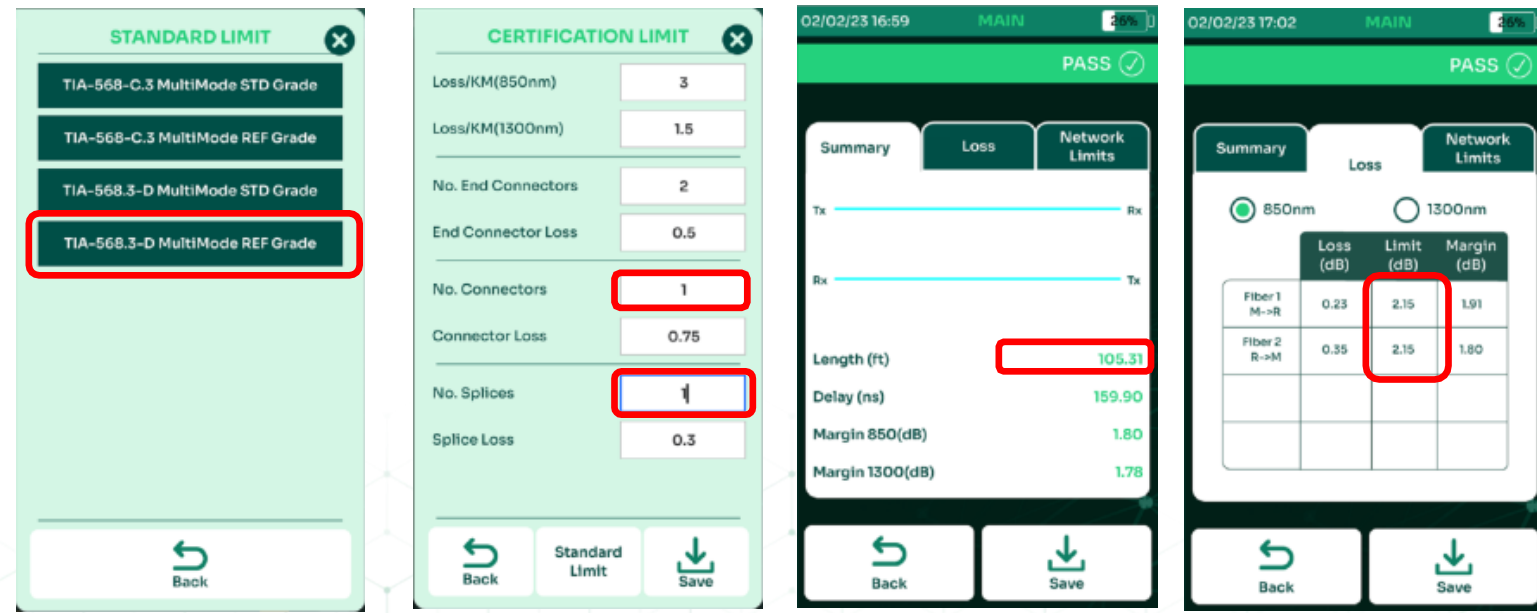 STANDARD LIMIT
TIA-568-C.3 MultiMode STD Grade
TIA-568-C.3 MultiMode REF Grade
TIA-568.3-D MultiMode STD Grade
TIA-568.3-D MultiMode REF Grade
Back
CERTIFICATION LIMIT
Loss/KM(850nm) 3
Loss/KM(1300nm) 1.5
No. End Connectors 2
End Connector Loss 0.5
No. Connectors 1
Connector Loss 0.75
No. Splices 1
Splice Loss 0.3
Back
Standard
Limit
Save
02/02/23 16:59 MAIN 26%
PASS
Summary Loss Network
Limits
Tx Rx
Rx Tx
Length (ft) 105.31
Delay (ns) 159.90
Margin 850(dB) 1.80
Margin 1300(dB) 1.78
Back Save
02/02/23 17:02 MAIN 26%
PASS
Summary Loss Network
Limits
850nm 1300nm
Loss Limit Margin
(dB) (dB) (dB)
Fiber 1
M->R 0.23 2.15 1.91
Fiber 2
R->M 0.35 2.15 1.80
Back Save